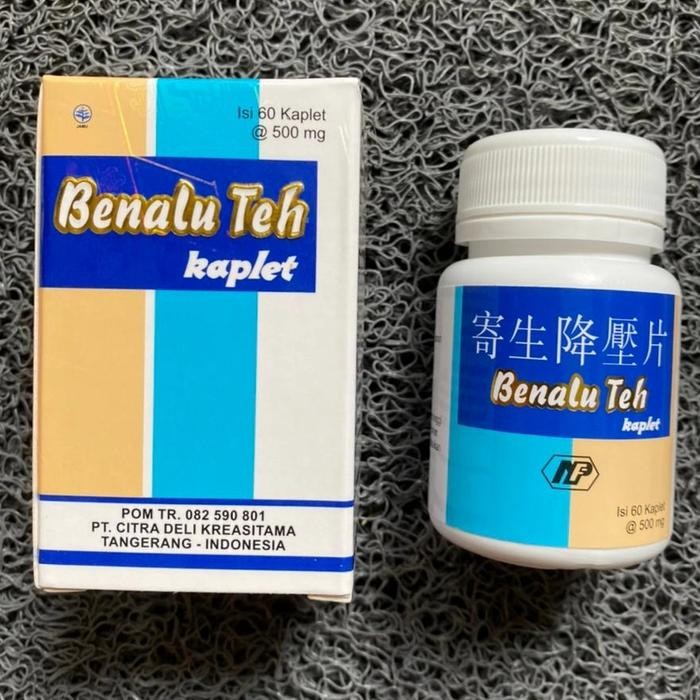 JAMU
Isi 60 Kaplet
@ 500 mg
Benalu Teh
kaplet
POM TR. 082 590 801
PT. CITRA DELI KREASITAMA
TANGERANG - INDONESIA
寄生降壓片
Benalu Teh
kaplet
Isi 60 Kaplet
@ 500 mg